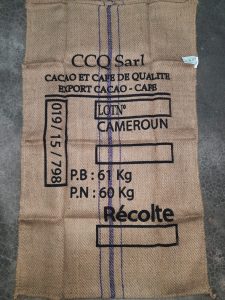 CCQ Sarl
CACAO ET CAFE DE QUALITE
EXPORT CACAO - CAFE
LOTN°
CAMEROUN
019/15/798
P.B : 61 Kg
P.N : 60 Kg
Récolte